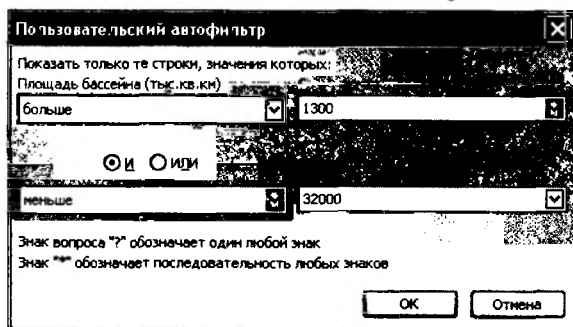 Пользовательский автофильтр
Показать только те строки, значения которых:
Площадь бассейна (тыс.кв.км)
больше 1300
И ИЛИ
меньше 32000
Знак вопроса "?" обозначает один любой знак
Знак "*" обозначает последовательность любых знаков
ОК Отмена